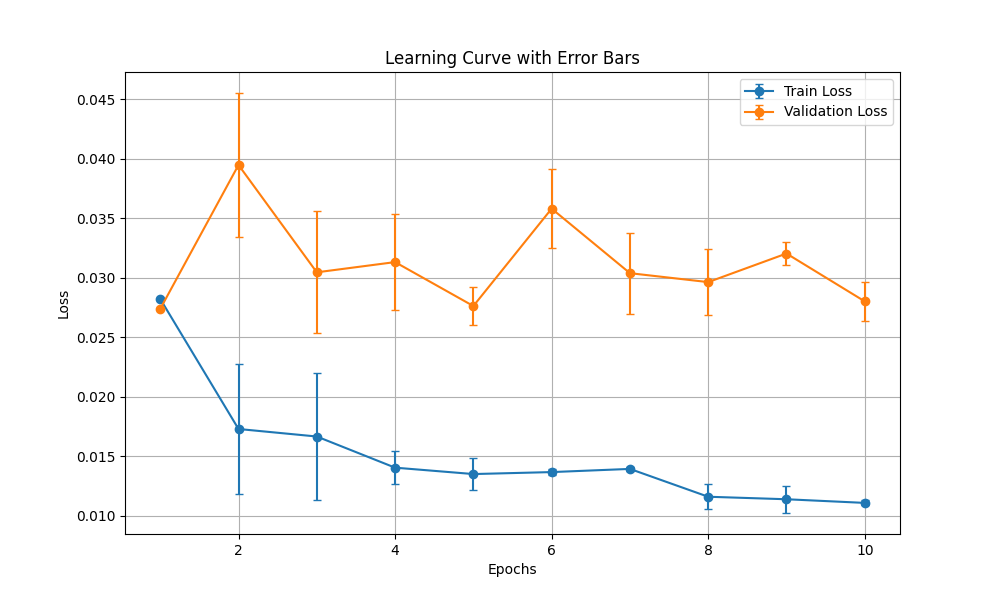 Learning Curve with Error Bars
Train Loss
Validation Loss
0.045
0.040
0.035
0.030
0.025
0.020
0.015
0.010
Loss
2
4
6
8
10
Epochs